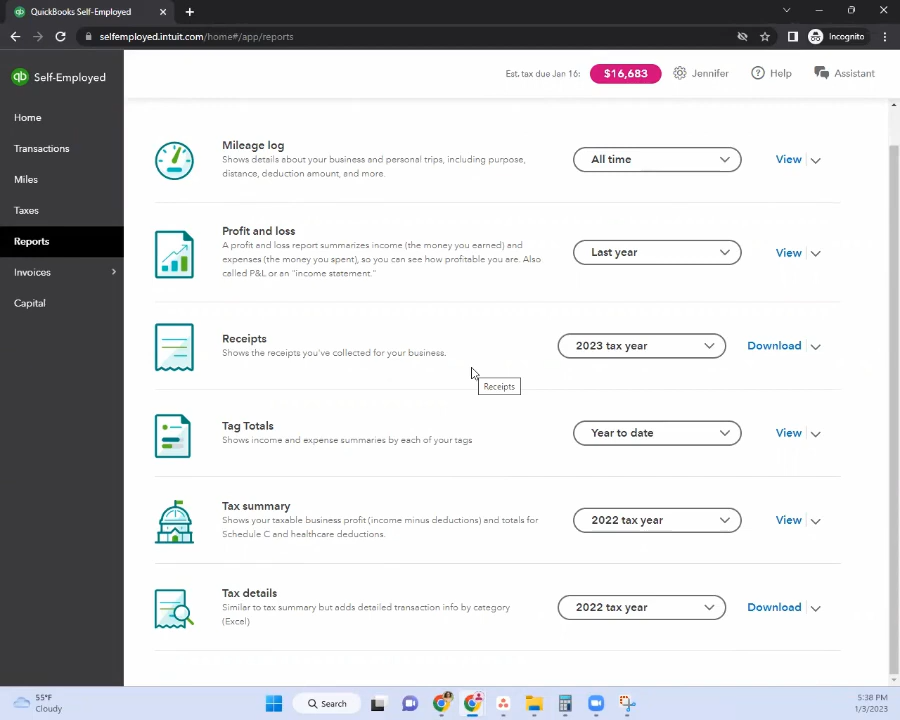 QuickBooks Self-Employed
selfemployed.intuit.com/home#/app/reports
Incognito
qb Self-Employed
Est. tax due Jan 16: $16,683 Jennifer Help Assistant
Home
Transactions
Miles
Taxes
Reports
Invoices
Capital
Mileage log
Shows details about your business and personal trips, including purpose,
distance, deduction amount, and more.
All time
View
Profit and loss
A profit and loss report summarizes income (the money you earned) and
expenses (the money you spent), so you can see how profitable you are. Also
called P&L or an "income statement."
Last year
View
Receipts
Shows the receipts you've collected for your business.
2023 tax year
Download
Receipts
Tag Totals
Shows income and expense summaries by each of your tags
Year to date
View
Tax summary
Shows your taxable business profit (income minus deductions) and totals for
Schedule C and healthcare deductions.
2022 tax year
View
Tax details
Similar to tax summary but adds detailed transaction info by category
(Excel)
2022 tax year
Download
55°F
Cloudy
Search
5:38 PM
1/3/2023